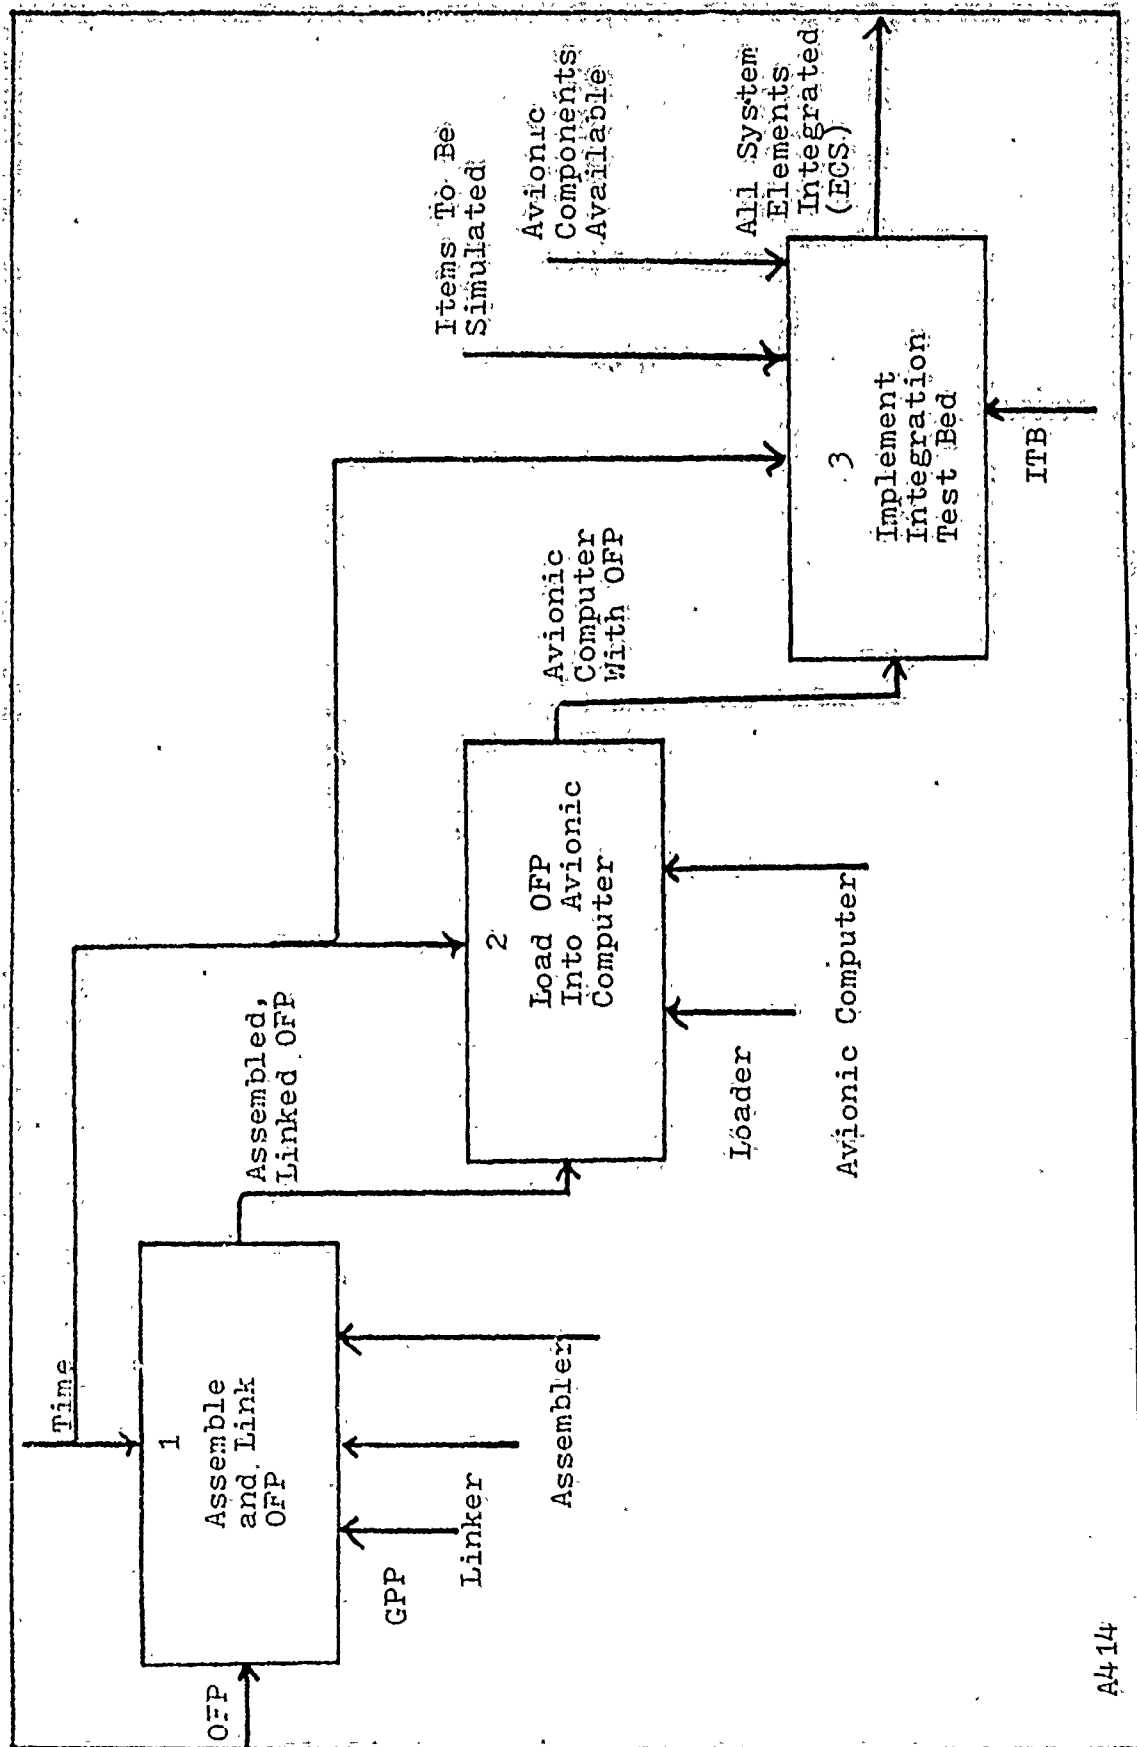 Time
OFP
1
Assemble
and Link
OFP
GPP
Linker
Assembler
Assembled,
Linked OFP
2
Load OFP
Into Avionic
Computer
Loader
Avionic Computer
Avionic
Computer
With OFP
Items To Be
Simulated
Avionic
Components
Available
3
Implement
Integration
Test Bed
ITB
All System
Elements
Integrated
(ECS)
A414